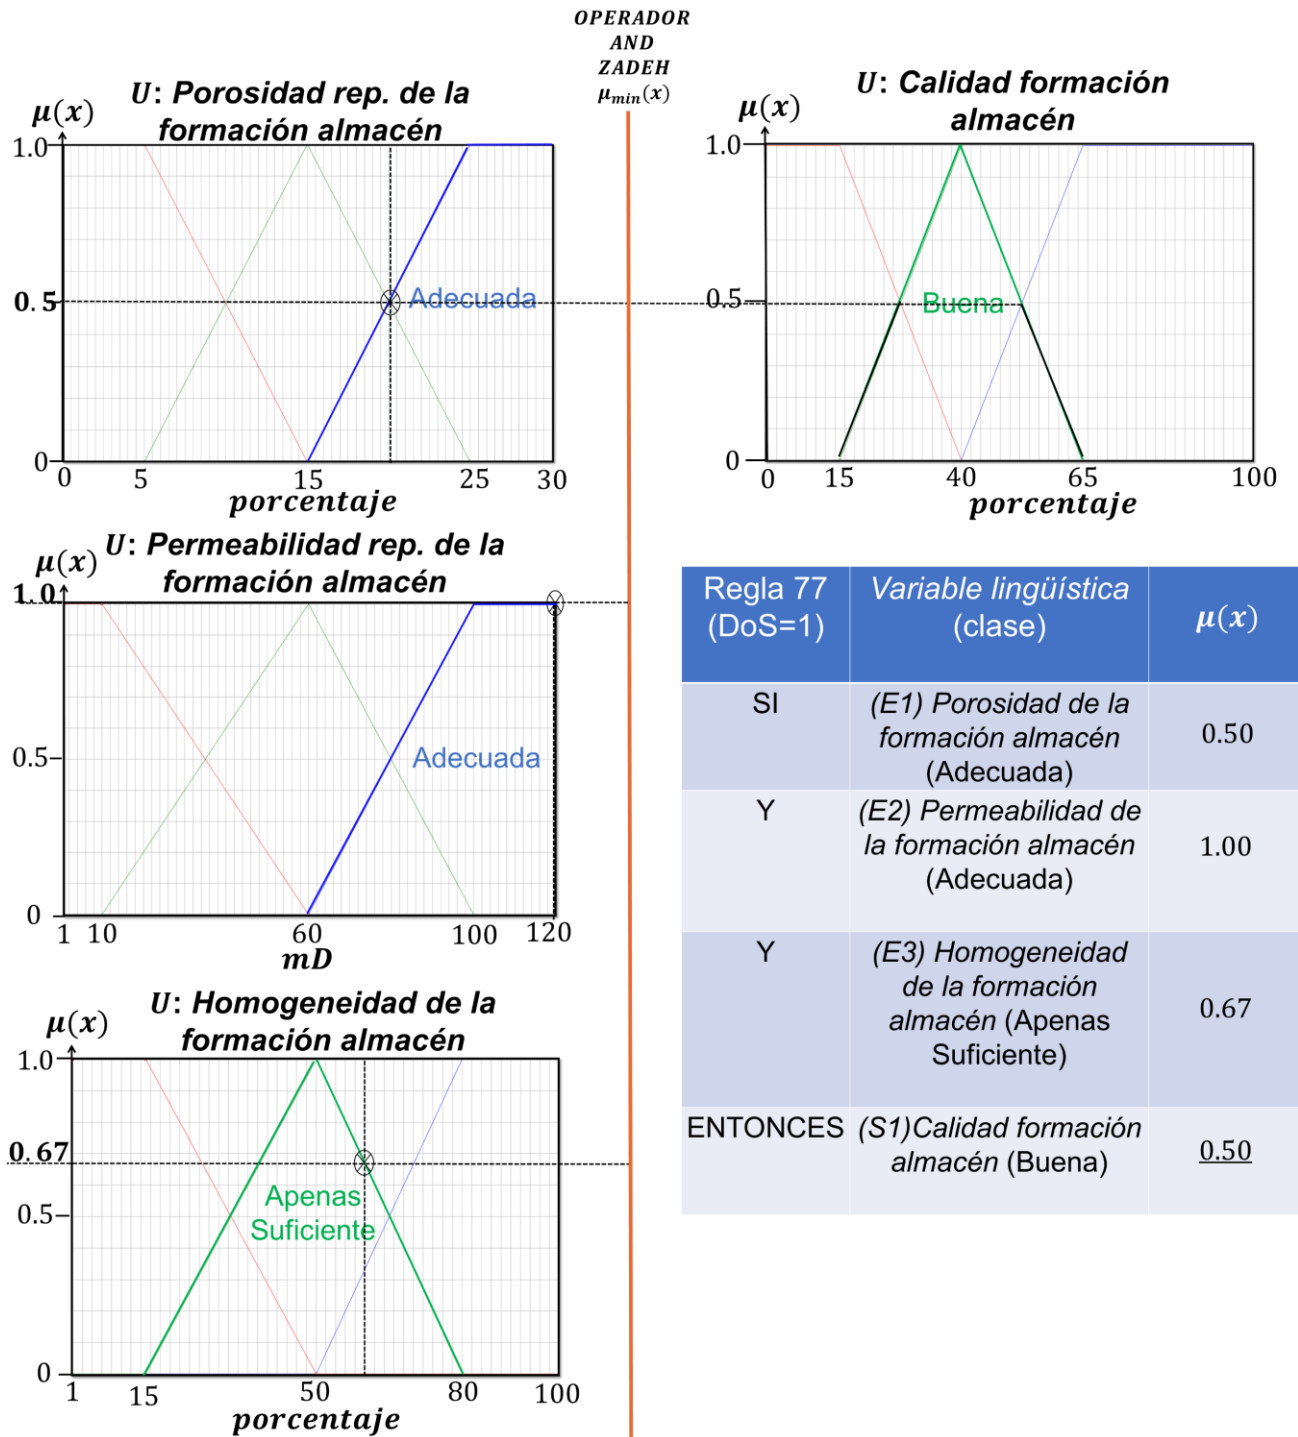 OPERADOR
AND
ZADEH
μmin(x)
U: Porosidad rep. de la
formación almacén
μ(x)
1.0
0.5
Adecuada
0
0 5 15 25 30
porcentaje
U: Calidad formación
almacén
μ(x)
1.0
0.5
Buena
0
0 15 40 65 100
porcentaje
U: Permeabilidad rep. de la
formación almacén
μ(x)
1.0
0.5
Adecuada
0
1 10 60 100 120
mD
U: Homogeneidad de la
formación almacén
μ(x)
1.0
0.67
Apenas
Suficiente
0.5
0
1 15 50 80 100
porcentaje
Regla 77
(DoS=1)
Variable lingüística
(clase)
μ(x)
SI
(E1) Porosidad de la
formación almacén
(Adecuada)
0.50
Y
(E2) Permeabilidad de
la formación almacén
(Adecuada)
1.00
Y
(E3) Homogeneidad
de la formación
almacén (Apenas
Suficiente)
0.67
ENTONCES
(S1)Calidad formación
almacén (Buena)
0.50